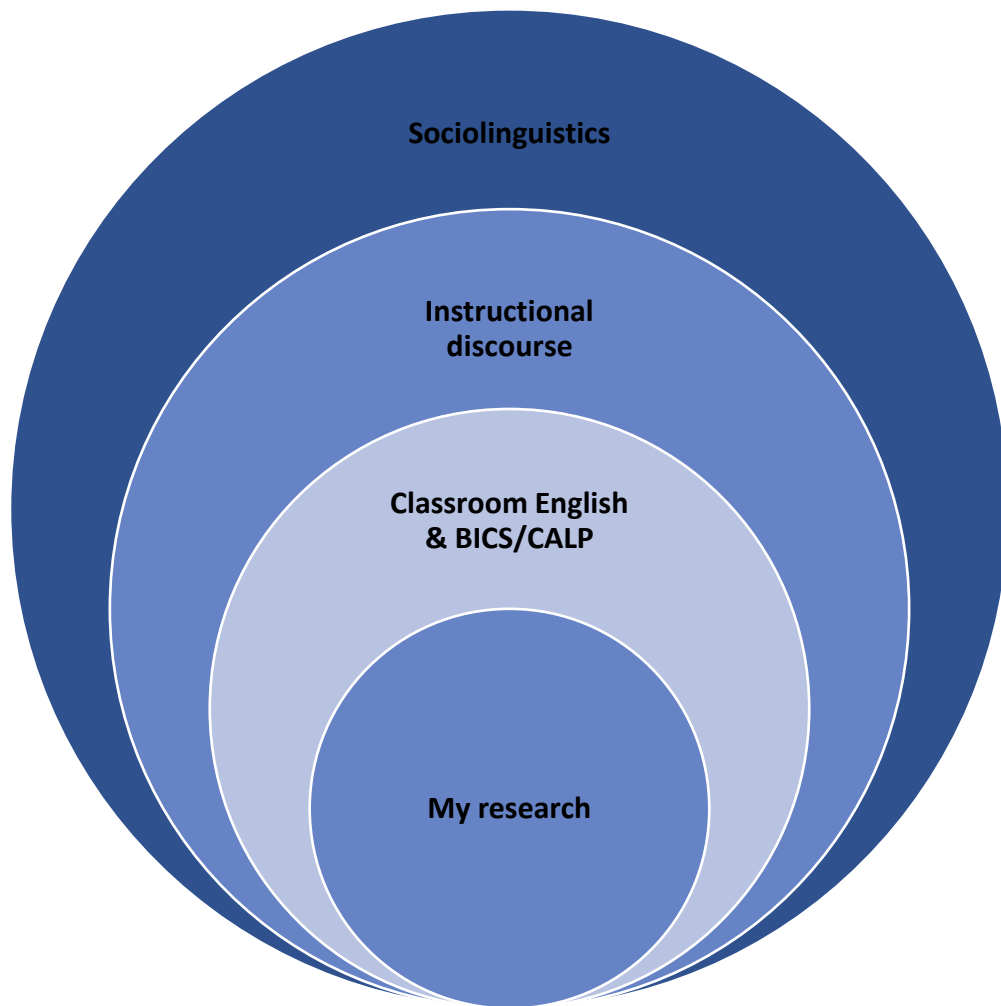 Sociolinguistics
Instructional
discourse
Classroom English
& BICS/CALP
My research